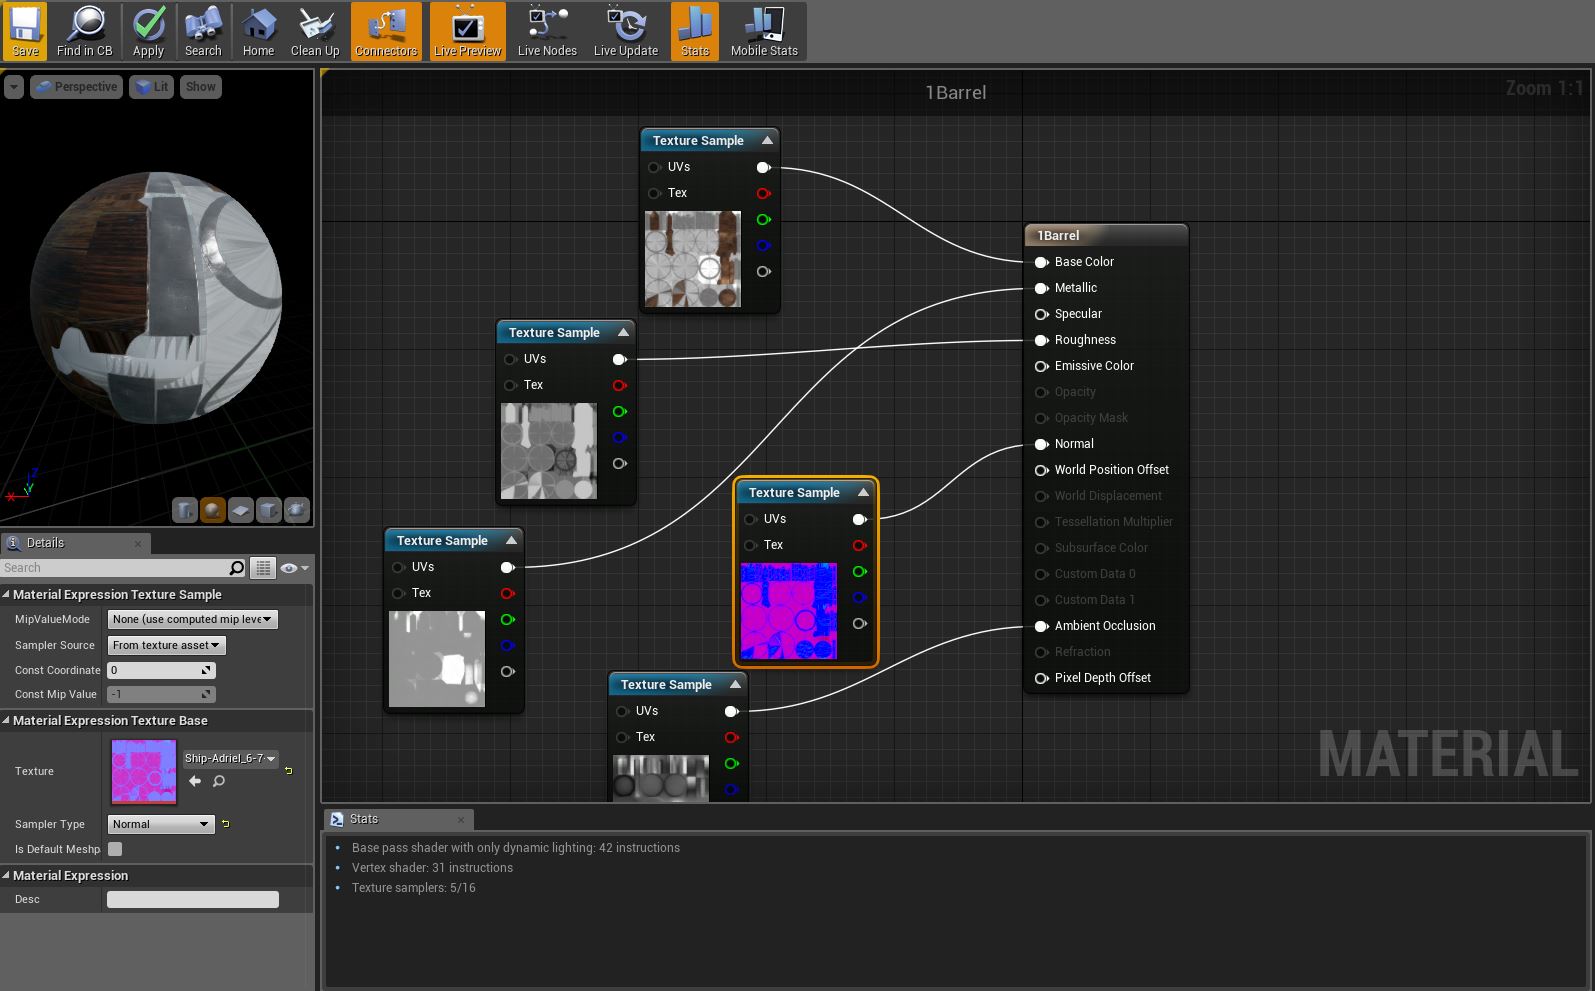 Save
Find in CB
Apply
Search
Home
Clean Up
Connectors
Live Preview
Live Nodes
Live Update
Stats
Mobile Stats
Perspective
Lit
Show
1Barrel
Zoom 1:1
Texture Sample
UVs
Tex
Texture Sample
UVs
Tex
Texture Sample
UVs
Tex
Texture Sample
UVs
Tex
Texture Sample
UVs
Tex
1Barrel
Base Color
Metallic
Specular
Roughness
Emissive Color
Opacity
Opacity Mask
Normal
World Position Offset
World Displacement
Tessellation Multiplier
Subsurface Color
Custom Data 0
Custom Data 1
Ambient Occlusion
Refraction
Pixel Depth Offset
MATERIAL
Z
X
Y
Details
Search
Material Expression Texture Sample
MipValueMode None (use computed mip leve
Sampler Source From texture asset
Const Coordinate 0
Const Mip Value -1
Material Expression Texture Base
Texture Ship-Adriel_6-7-
Sampler Type Normal
Is Default Meshp
Material Expression
Desc
Stats
Base pass shader with only dynamic lighting: 42 instructions
Vertex shader: 31 instructions
Texture samplers: 5/16